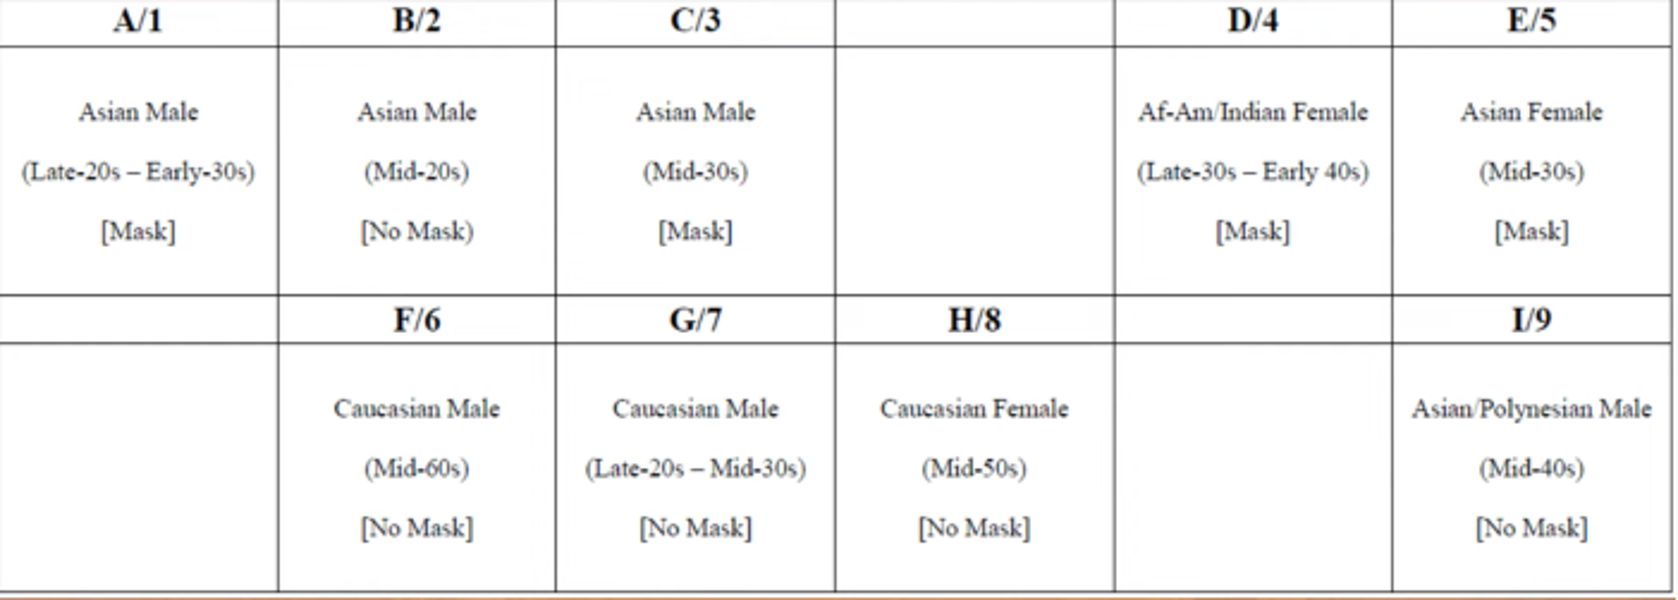 A/1 B/2 C/3 D/4 E/5
Asian Male Asian Male Asian Male Af-Am/Indian Female Asian Female
(Late-20s – Early-30s) (Mid-20s) (Mid-30s) (Late-30s – Early 40s) (Mid-30s)
[Mask] [No Mask) [Mask] [Mask] [Mask]
F/6 G/7 H/8 I/9
Caucasian Male Caucasian Male Caucasian Female Asian/Polynesian Male
(Mid-60s) (Late-20s – Mid-30s) (Mid-50s) (Mid-40s)
[No Mask] [No Mask] [No Mask] [No Mask]